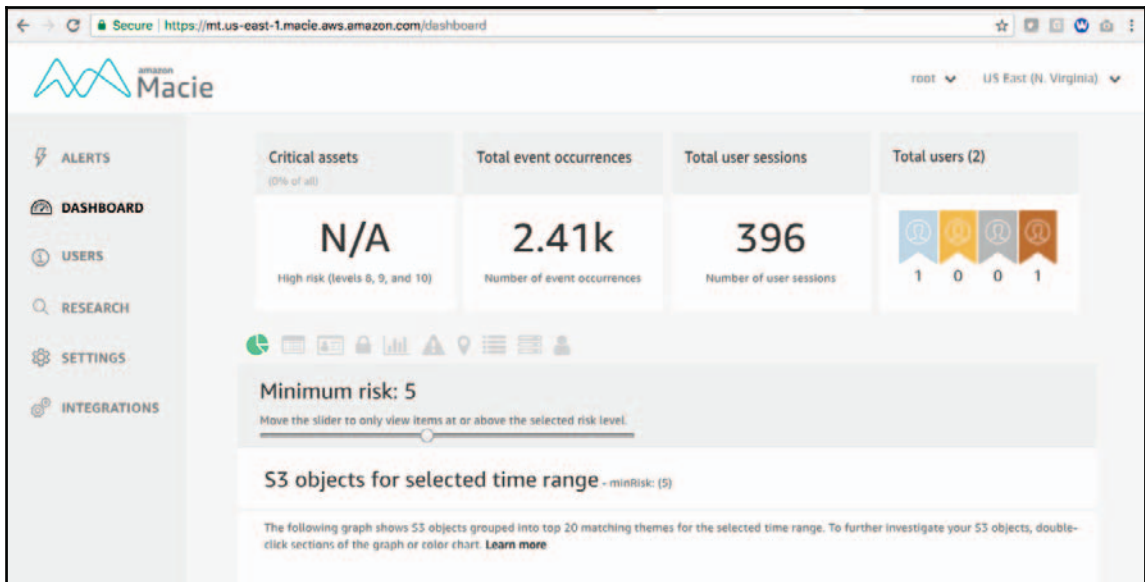 Secure | https://mt.us-east-1.macie.aws.amazon.com/dashboard
amazon
Macie
root
US East (N. Virginia)
ALERTS
DASHBOARD
USERS
RESEARCH
SETTINGS
INTEGRATIONS
Critical assets
(0% of all)
N/A
High risk (levels 8, 9, and 10)
Total event occurrences
2.41k
Number of event occurrences
Total user sessions
396
Number of user sessions
Total users (2)
1 0 0 1
Minimum risk: 5
Move the slider to only view items at or above the selected risk level.
S3 objects for selected time range - minRisk: (5)
The following graph shows S3 objects grouped into top 20 matching themes for the selected time range. To further investigate your S3 objects, double-
click sections of the graph or color chart. Learn more